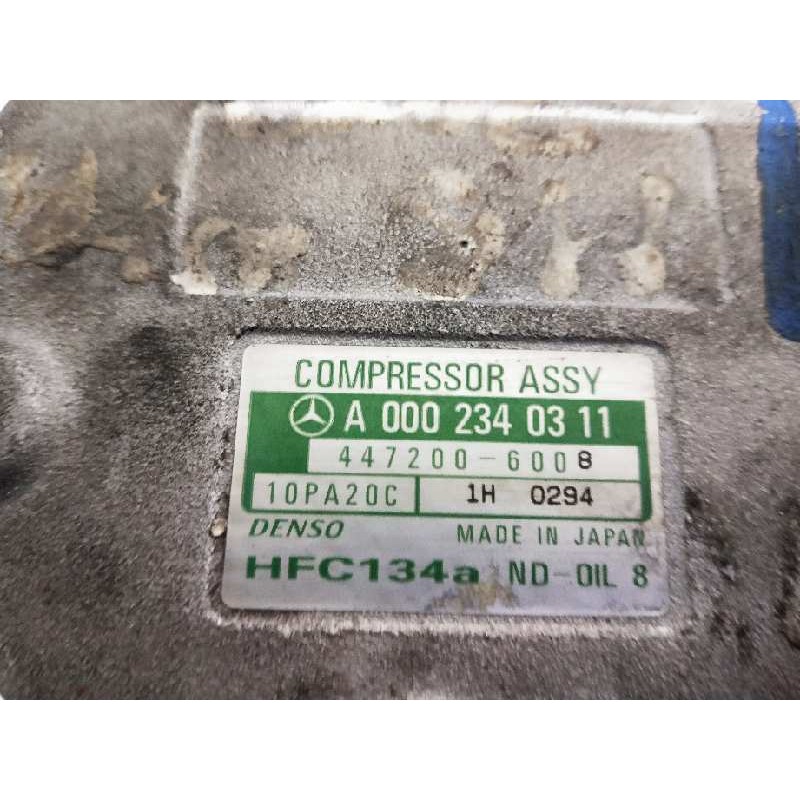 COMPRESSOR ASSY
A 000 234 03 11
447200-6008
10PA20C 1H 0294
DENSO MADE IN JAPAN
HFC134a ND-OIL 8